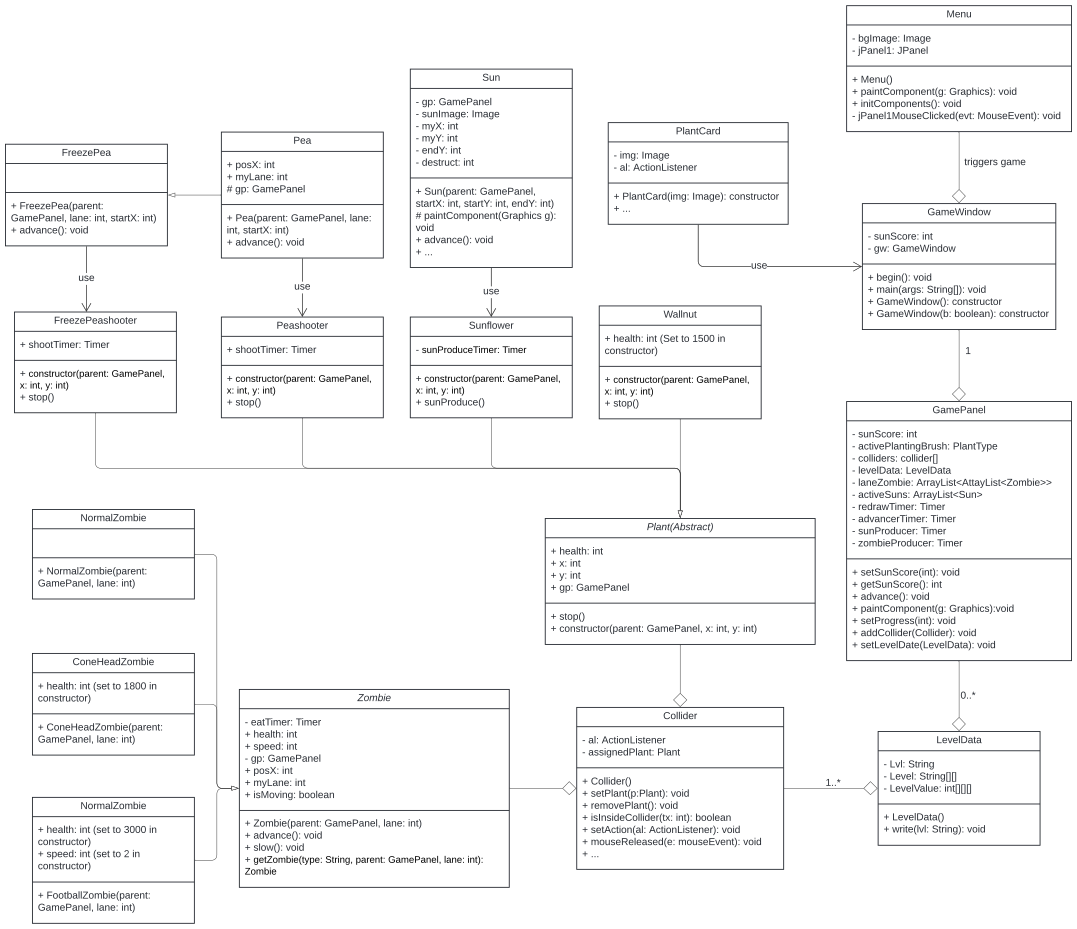 Menu
- bgImage: Image
- jPanel1: JPanel
+ Menu()
+ paintComponent(g: Graphics): void
+ initComponents(): void
- jPanel1MouseClicked(evt: MouseEvent): void
triggers game
Sun
- gp: GamePanel
- sunImage: Image
- myX: int
- myY: int
- endY: int
- destruct: int
+ Sun(parent: GamePanel,
startX: int, startY: int, endY: int)
# paintComponent(Graphics g):
void
+ advance(): void
+ ...
PlantCard
- img: Image
- al: ActionListener
+ PlantCard(img: Image): constructor
+ ...
Pea
+ posX: int
+ myLane: int
# gp: GamePanel
+ Pea(parent: GamePanel, lane:
int, startX: int)
+ advance(): void
FreezePea
+ FreezePea(parent:
GamePanel, lane: int, startX: int)
+ advance(): void
GameWindow
- sunScore: int
- gw: GameWindow
+ begin(): void
+ main(args: String[]): void
+ GameWindow(): constructor
+ GameWindow(b: boolean): constructor
use
use
use
use
1
FreezePeashooter
+ shootTimer: Timer
+ constructor(parent: GamePanel,
x: int, y: int)
+ stop()
Peashooter
+ shootTimer: Timer
+ constructor(parent: GamePanel,
x: int, y: int)
+ stop()
Sunflower
- sunProduceTimer: Timer
+ constructor(parent: GamePanel,
x: int, y: int)
+ sunProduce()
Wallnut
+ health: int (Set to 1500 in
constructor)
+ constructor(parent: GamePanel,
x: int, y: int)
+ stop()
GamePanel
- sunScore: int
- activePlantingBrush: PlantType
- colliders: collider[]
- levelData: LevelData
- laneZombie: ArrayList<AttayList<Zombie>>
- activeSuns: ArrayList<Sun>
- redrawTimer: Timer
- advancerTimer: Timer
- sunProducer: Timer
- zombieProducer: Timer
+ setSunScore(int): void
+ getSunScore(): int
+ advance(): void
+ paintComponent(g: Graphics):void
+ setProgress(int): void
+ addCollider(Collider): void
+ setLevelDate(LevelData): void
0..*
NormalZombie
+ NormalZombie(parent:
GamePanel, lane: int)
Plant(Abstract)
+ health: int
+ x: int
+ y: int
+ gp: GamePanel
+ stop()
+ constructor(parent: GamePanel, x: int, y: int)
ConeHeadZombie
+ health: int (set to 1800 in
constructor)
+ ConeHeadZombie(parent:
GamePanel, lane: int)
Zombie
- eatTimer: Timer
+ health: int
+ speed: int
- gp: GamePanel
+ posX: int
+ myLane: int
+ isMoving: boolean
+ Zombie(parent: GamePanel, lane: int)
+ advance(): void
+ slow(): void
+ getZombie(type: String, parent: GamePanel, lane: int):
Zombie
Collider
- al: ActionListener
- assignedPlant: Plant
+ Collider()
+ setPlant(p:Plant): void
+ removePlant(): void
+ isInsideCollider(tx: int): boolean
+ setAction(al: ActionListener): void
+ mouseReleased(e: mouseEvent): void
+ ...
1..*
LevelData
- Lvl: String
- Level: String[][]
- LevelValue: int[][][]
+ LevelData()
+ write(lvl: String): void
NormalZombie
+ health: int (set to 3000 in
constructor)
+ speed: int (set to 2 in
constructor)
+ FootballZombie(parent:
GamePanel, lane: int)